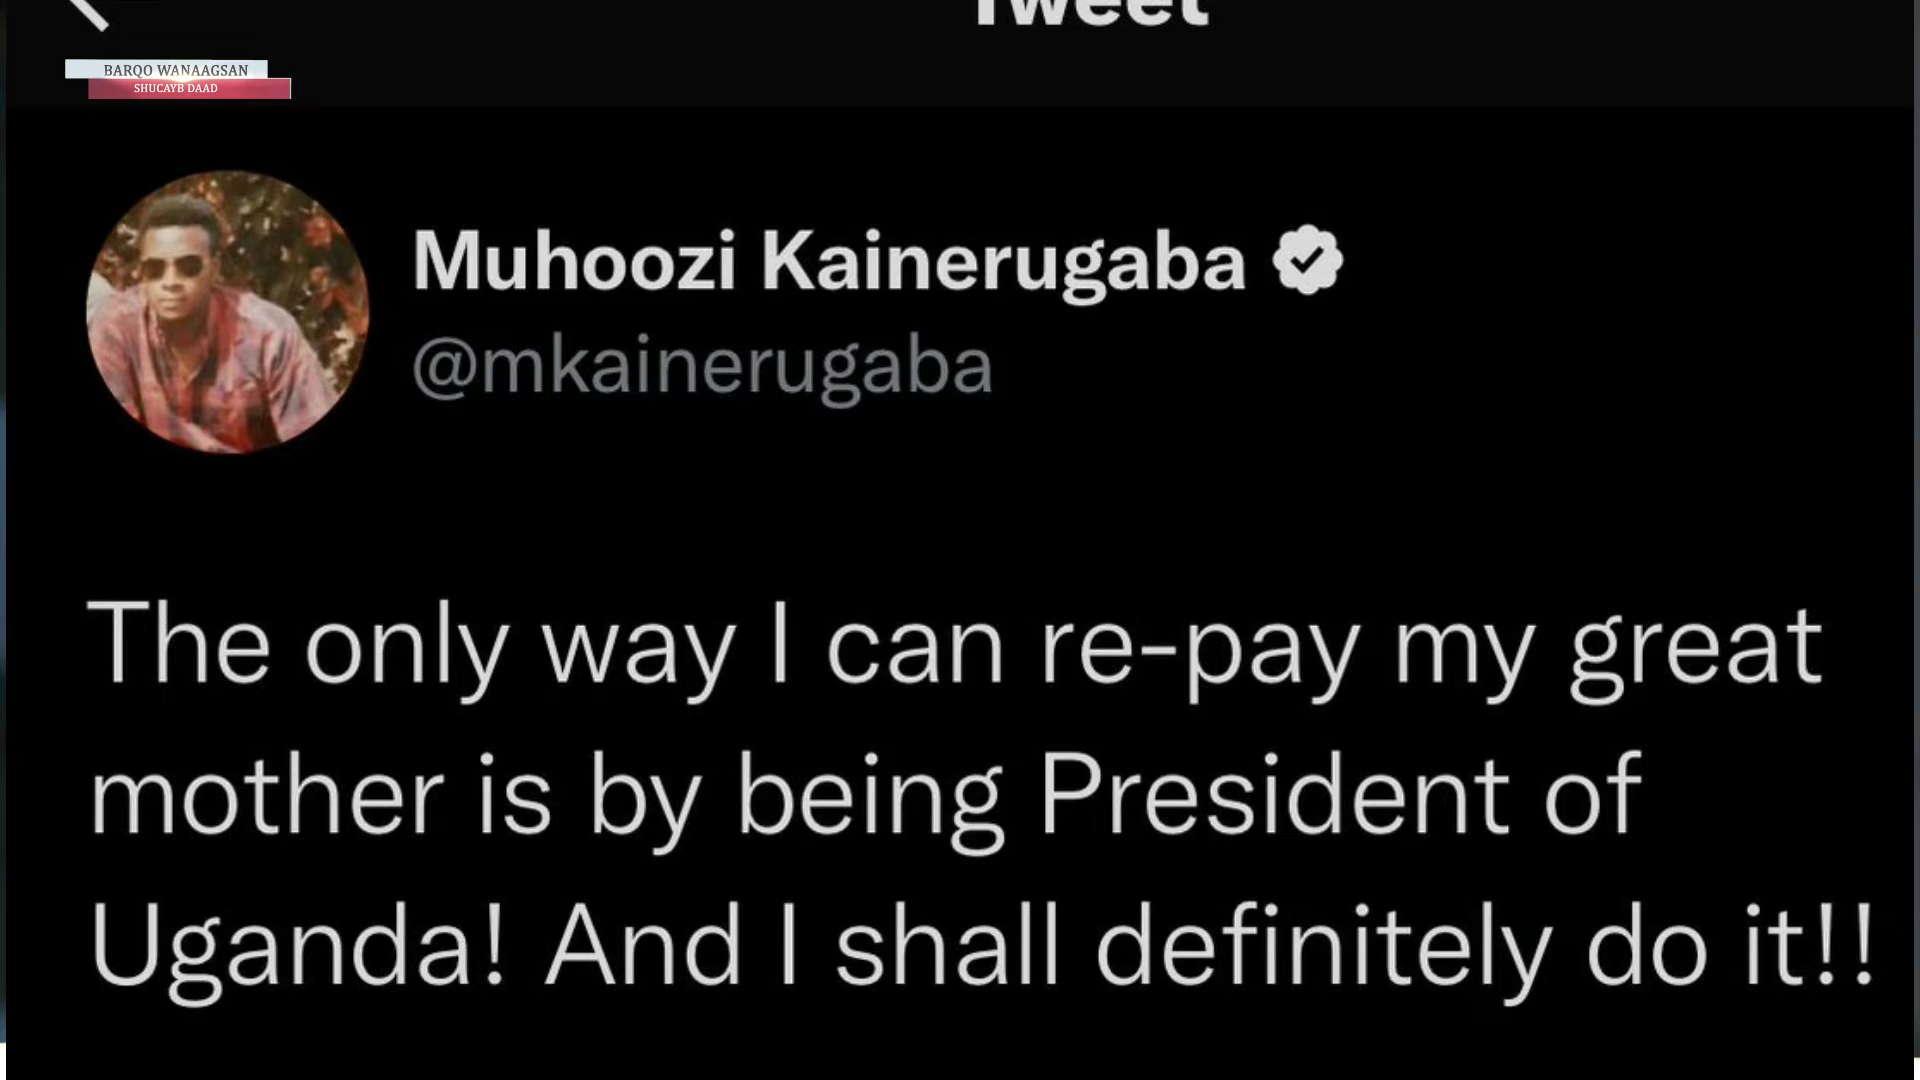 Tweet
BARQO WANAAGSAN
SHUCAYB DAAD
Muhoozi Kainerugaba
@mkainerugaba
The only way I can re-pay my great
mother is by being President of
Uganda! And I shall definitely do it!!